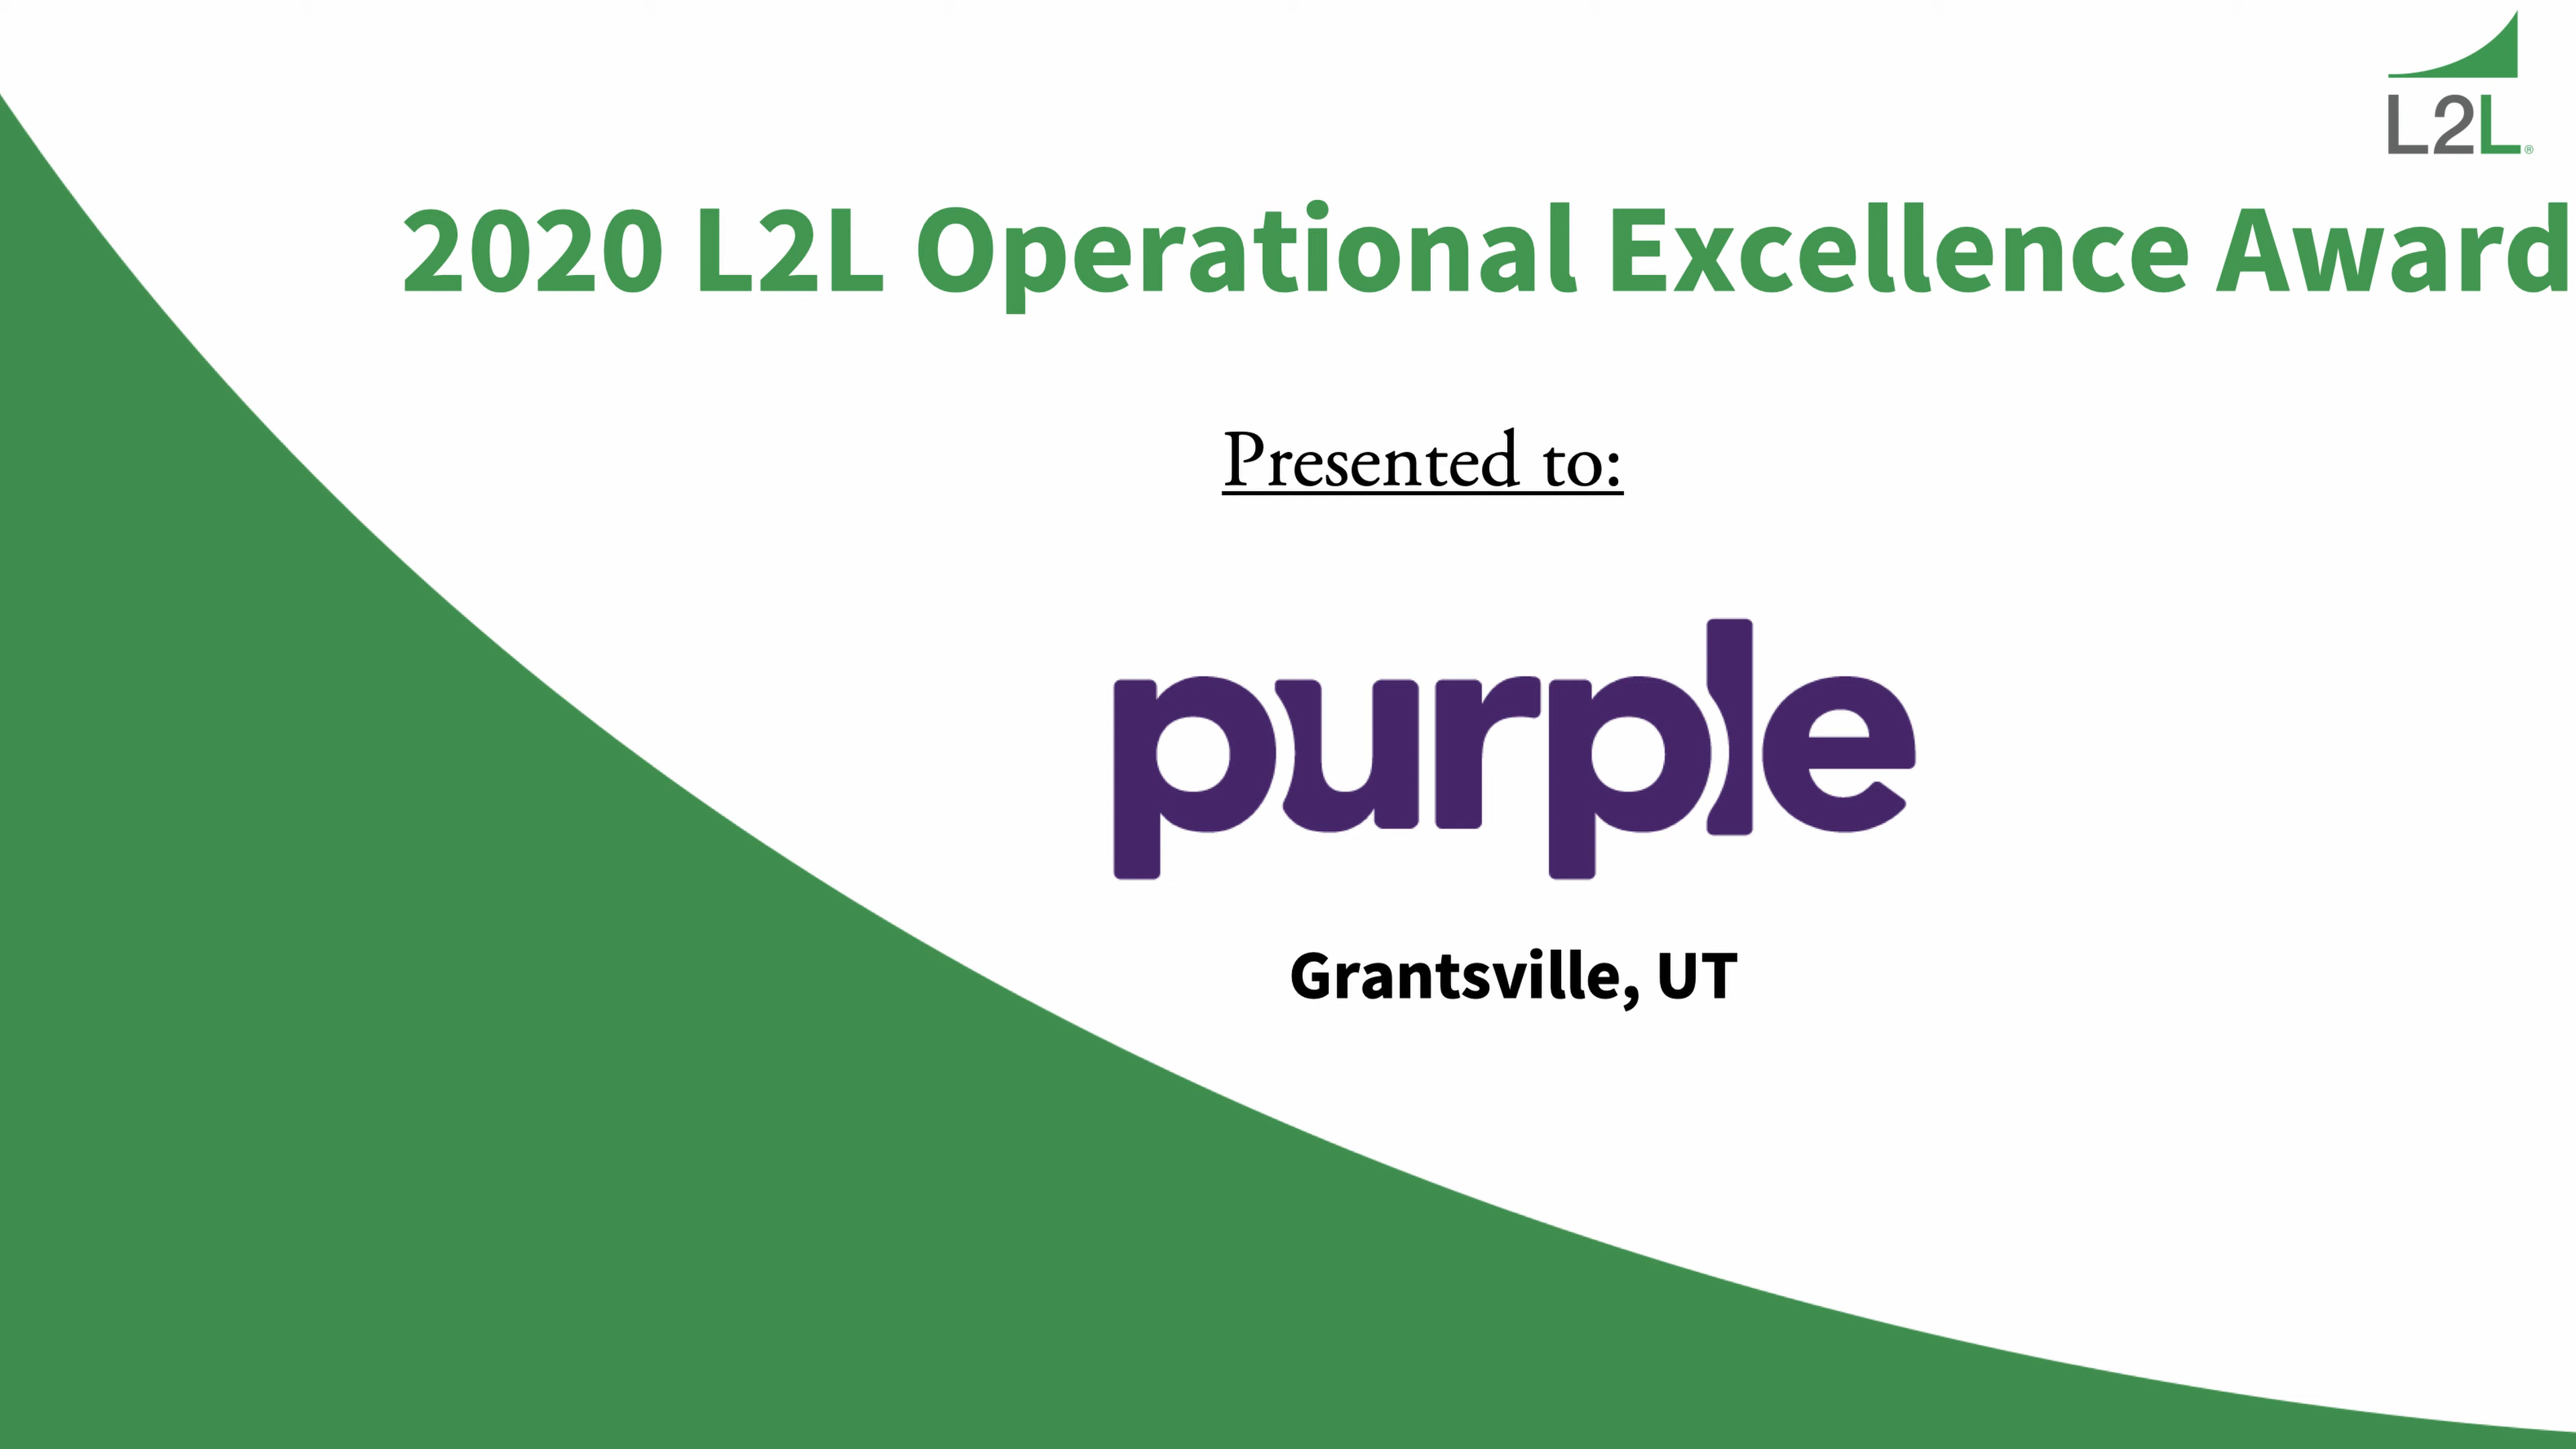 L2L®
2020 L2L Operational Excellence Award
Presented to:
purple
Grantsville, UT